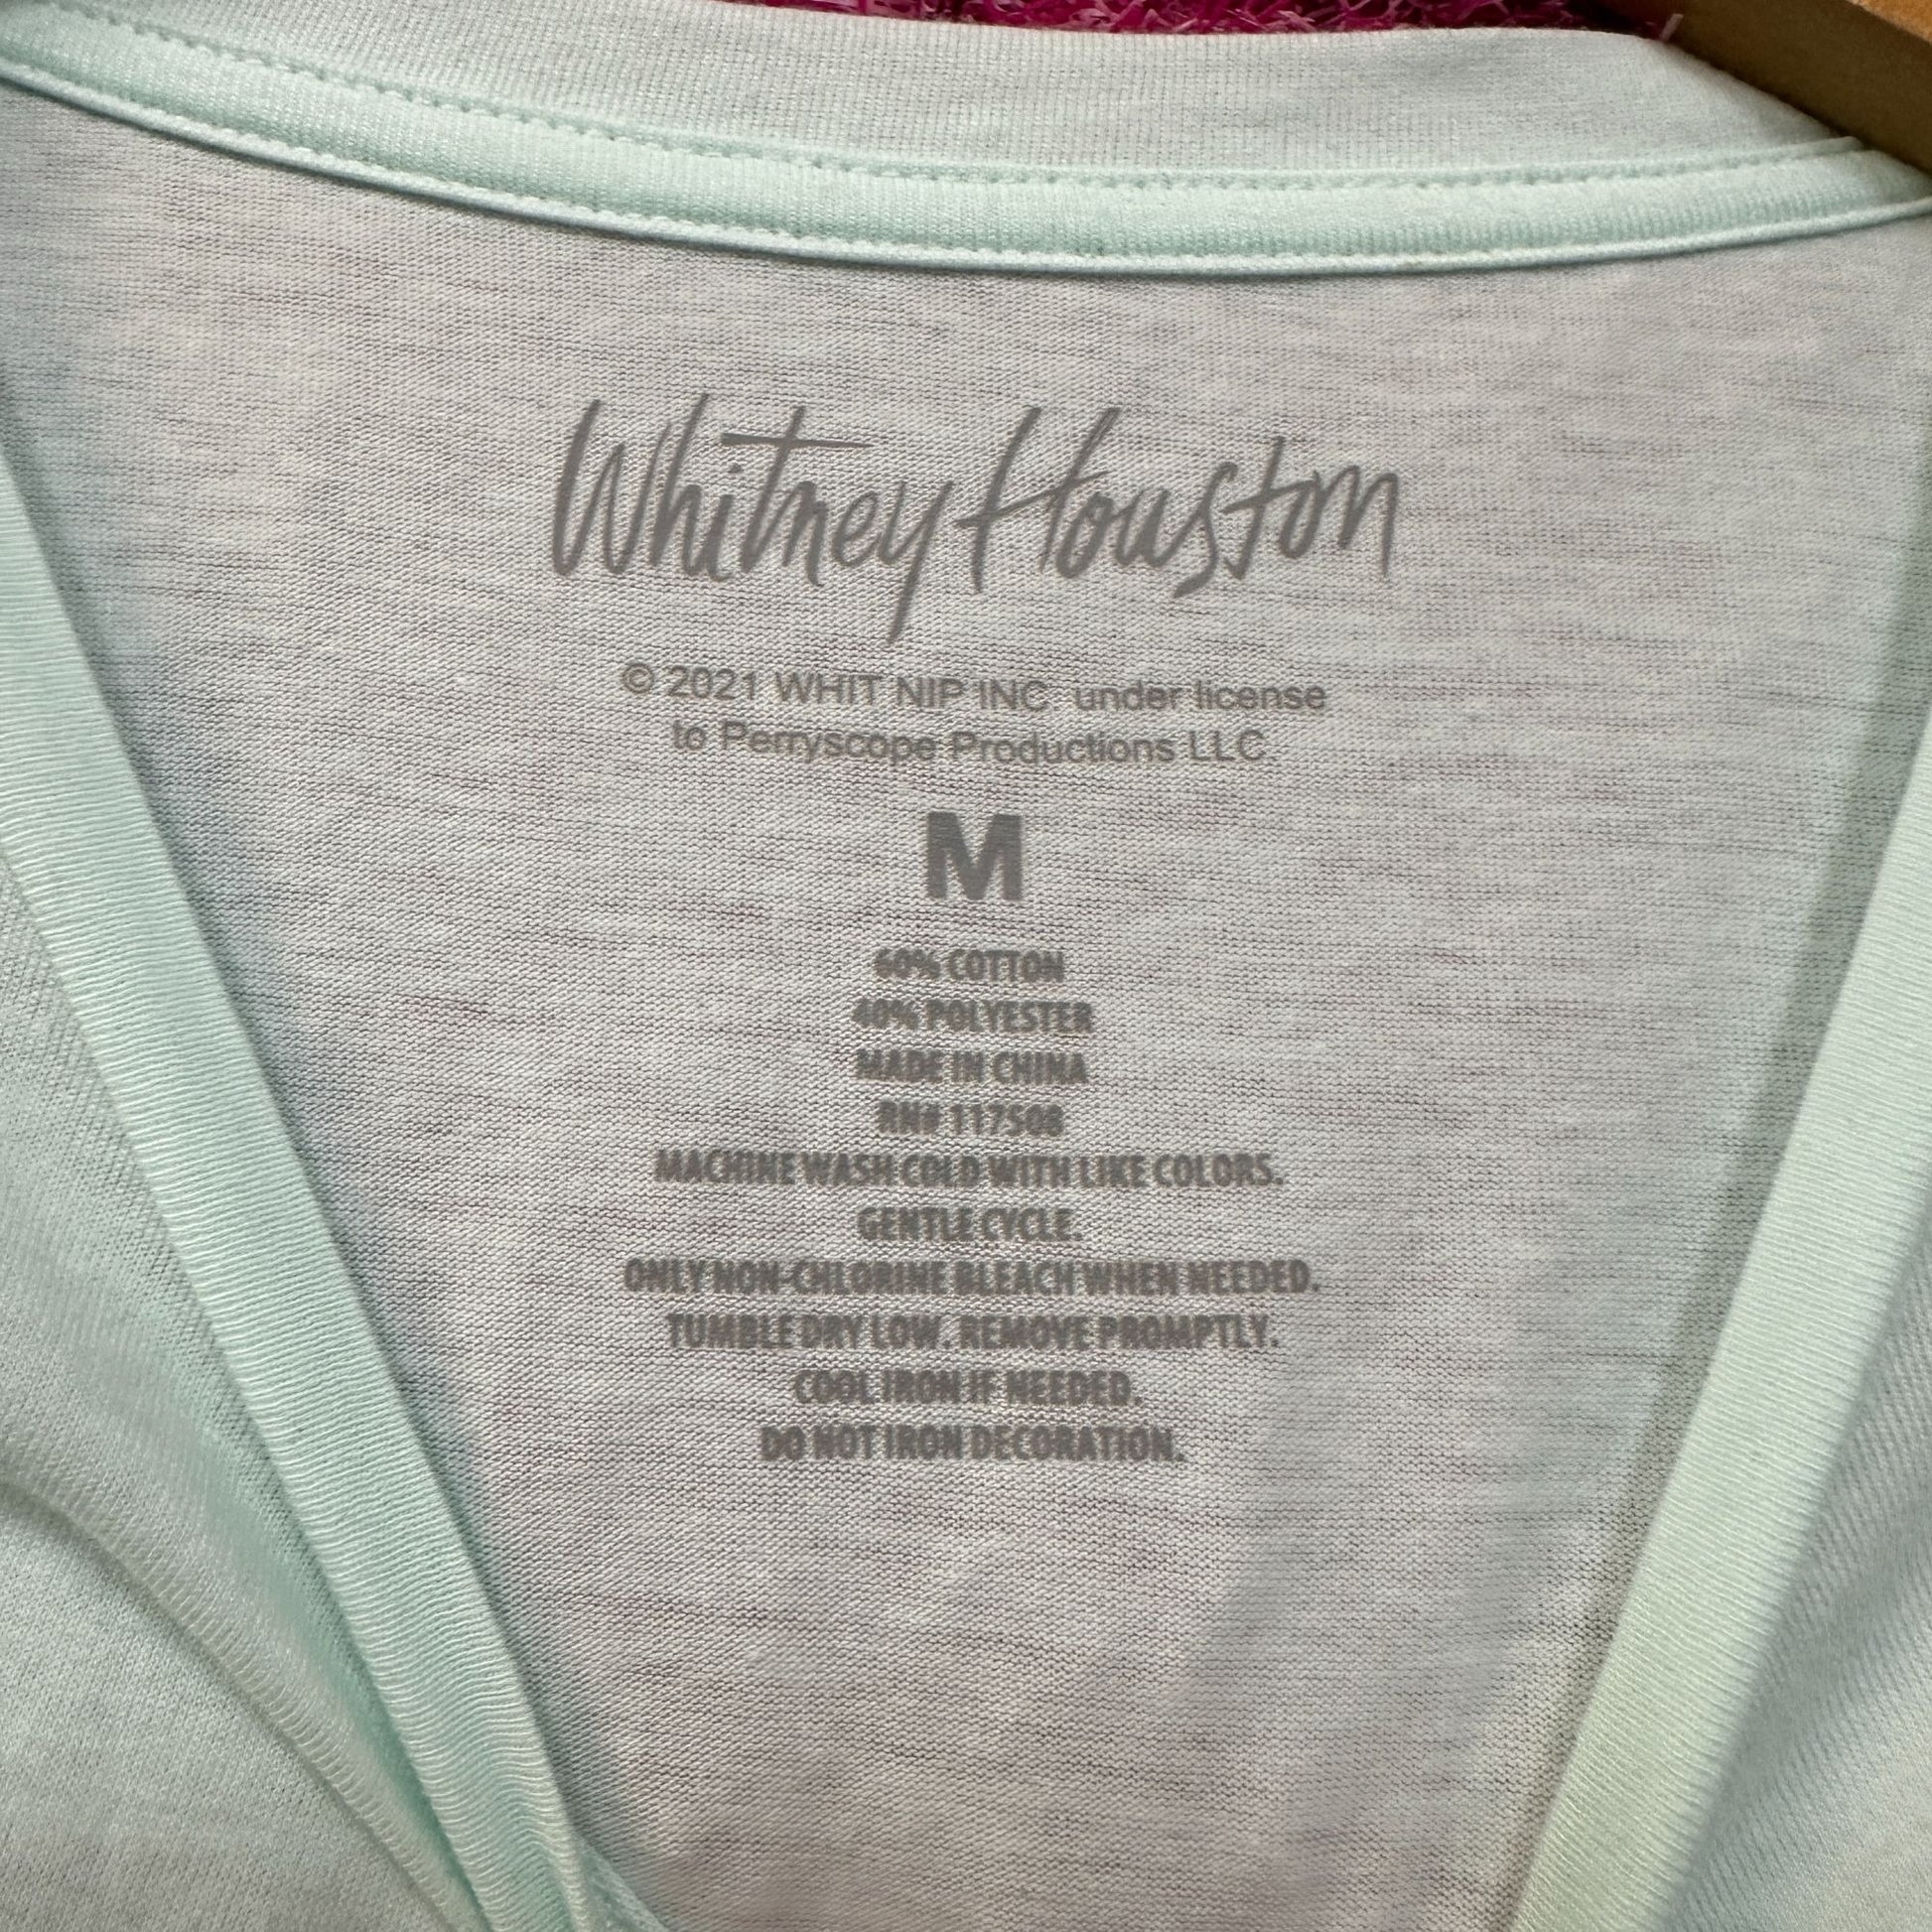 Whitney Houston
© 2021 WHIT NIP INC. under license
to Perryscope Productions LLC
M
60% COTTON
40% POLYESTER
MADE IN CHINA
RN# 117508
MACHINE WASH COLD WITH LIKE COLORS.
GENTLE CYCLE.
ONLY NON-CHLORINE BLEACH WHEN NEEDED.
TUMBLE DRY LOW. REMOVE PROMPTLY.
COOL IRON IF NEEDED.
DO NOT IRON DECORATION.